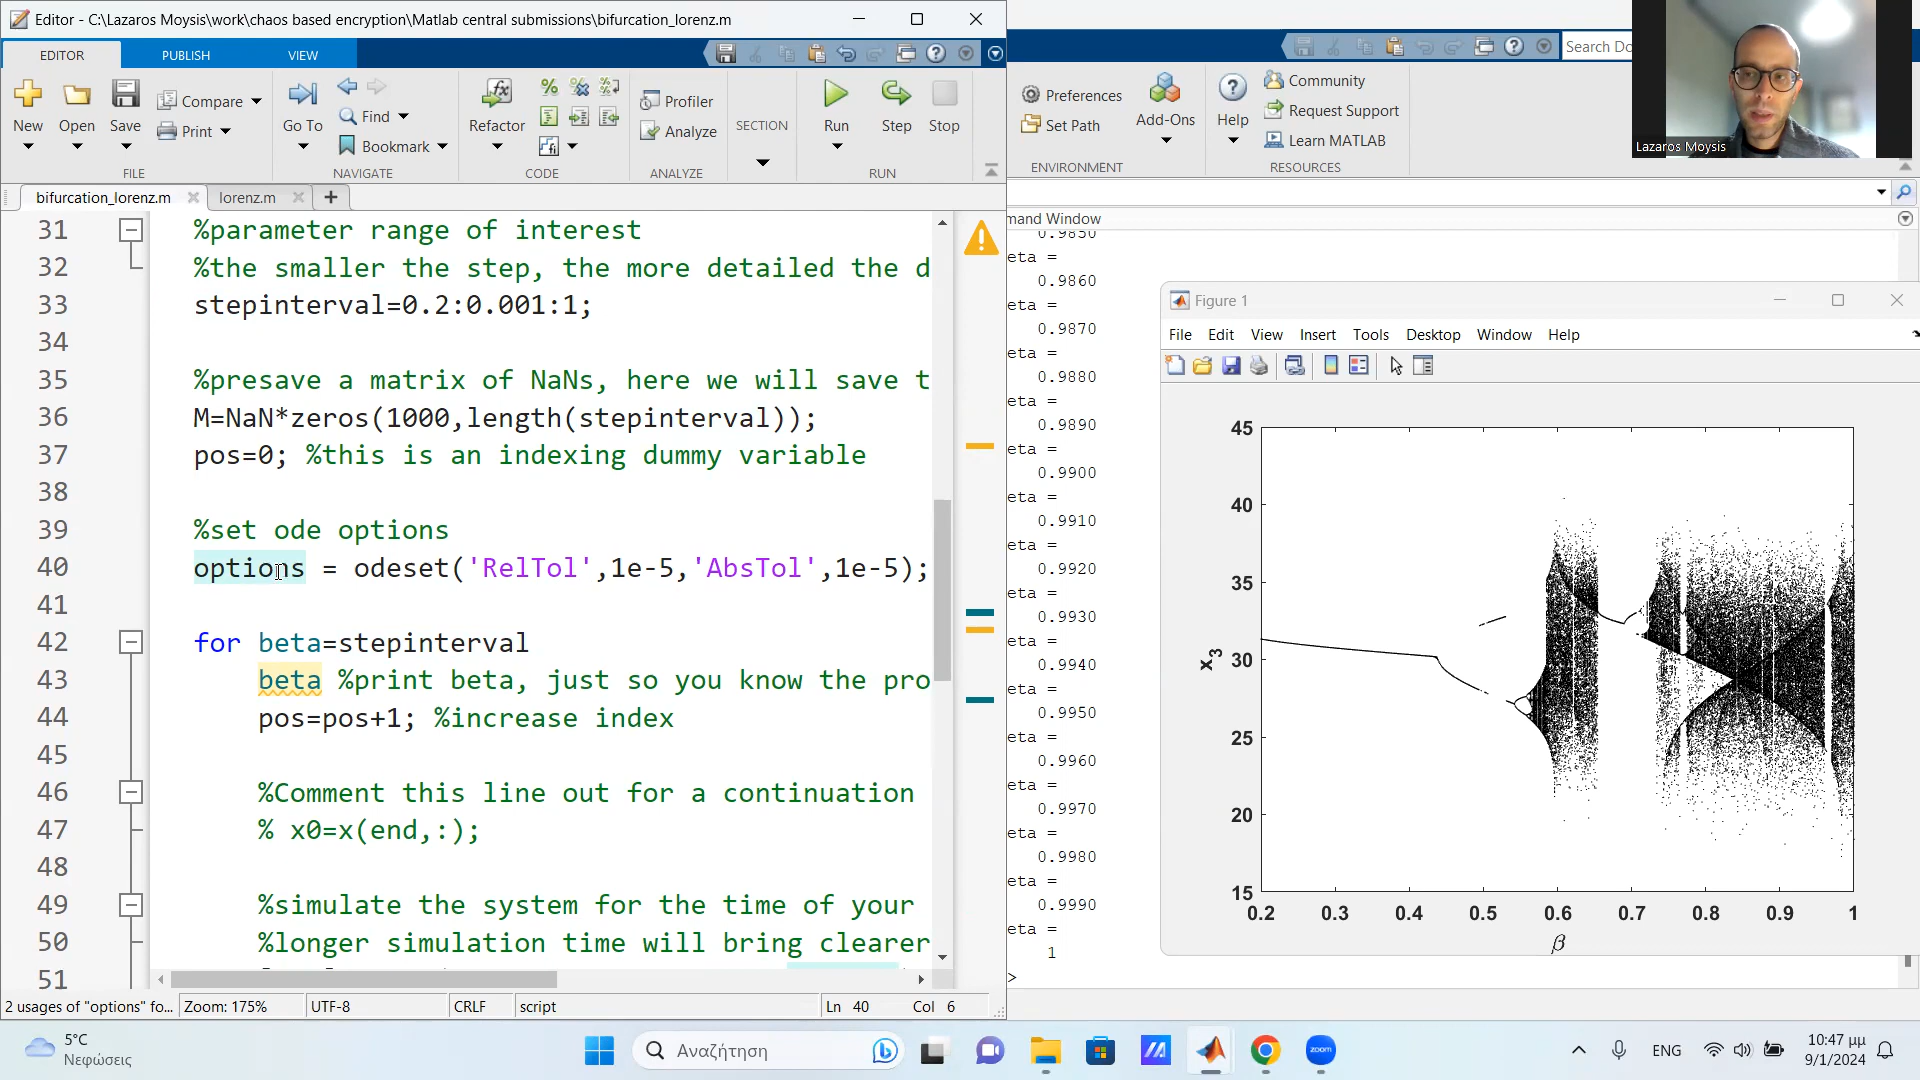 Editor - C:\Lazaros Moysis\work\chaos based encryption\Matlab central submissions\bifurcation_lorenz.m
EDITOR PUBLISH VIEW
New Open Save Compare Print
FILE
Go To Find Bookmark
NAVIGATE
Refactor
CODE
Profiler Analyze
ANALYZE
SECTION
Run Step Stop
RUN
Search Do
Preferences
Set Path
ENVIRONMENT
Add-Ons
Help
Community
Request Support
Learn MATLAB
RESOURCES
Lazaros Moysis
bifurcation_lorenz.m lorenz.m
31 %parameter range of interest
32 %the smaller the step, the more detailed the d
33 stepinterval=0.2:0.001:1;
34
35 %presave a matrix of NaNs, here we will save t
36 M=NaN*zeros(1000,length(stepinterval));
37 pos=0; %this is an indexing dummy variable
38
39 %set ode options
40 options = odeset('RelTol',1e-5,'AbsTol',1e-5);
41
42 for beta=stepinterval
43 beta %print beta, just so you know the pro
44 pos=pos+1; %increase index
45
46 %Comment this line out for a continuation
47 % x0=x(end,:);
48
49 %simulate the system for the time of your
50 %longer simulation time will bring clearer
51
2 usages of "options" fo... Zoom: 175% UTF-8 CRLF script Ln 40 Col 6
mand Window
0.9850
eta =
0.9860
eta =
0.9870
eta =
0.9880
eta =
0.9890
eta =
0.9900
eta =
0.9910
eta =
0.9920
eta =
0.9930
eta =
0.9940
eta =
0.9950
eta =
0.9960
eta =
0.9970
eta =
0.9980
eta =
0.9990
eta =
1
>
Figure 1
File Edit View Insert Tools Desktop Window Help
45
40
35
30
25
20
15
x3
0.2 0.3 0.4 0.5 0.6 0.7 0.8 0.9 1
β
5°C
Νεφώσεις
Αναζήτηση
zoom
ENG
10:47 μμ
9/1/2024